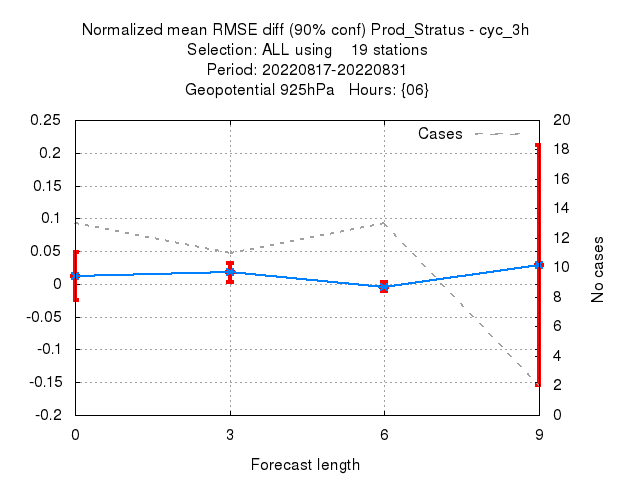 Normalized mean RMSE diff (90% conf) Prod_Stratus - cyc_3h
Selection: ALL using    19 stations
Period: 20220817-20220831
Geopotential 925hPa   Hours: {06}
Cases
0.25
0.2
0.15
0.1
0.05
0
-0.05
-0.1
-0.15
-0.2
20
18
16
14
12
10
8
6
4
2
0
No cases
0 3 6 9
Forecast length